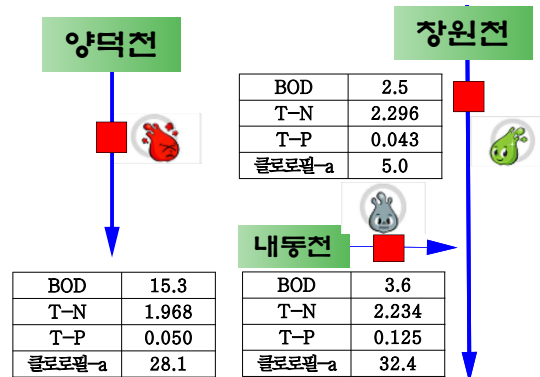 양덕천
창원천
BOD 2.5
T-N 2.296
T-P 0.043
클로로필-a 5.0
내동천
BOD 15.3
T-N 1.968
T-P 0.050
클로로필-a 28.1
BOD 3.6
T-N 2.234
T-P 0.125
클로로필-a 32.4